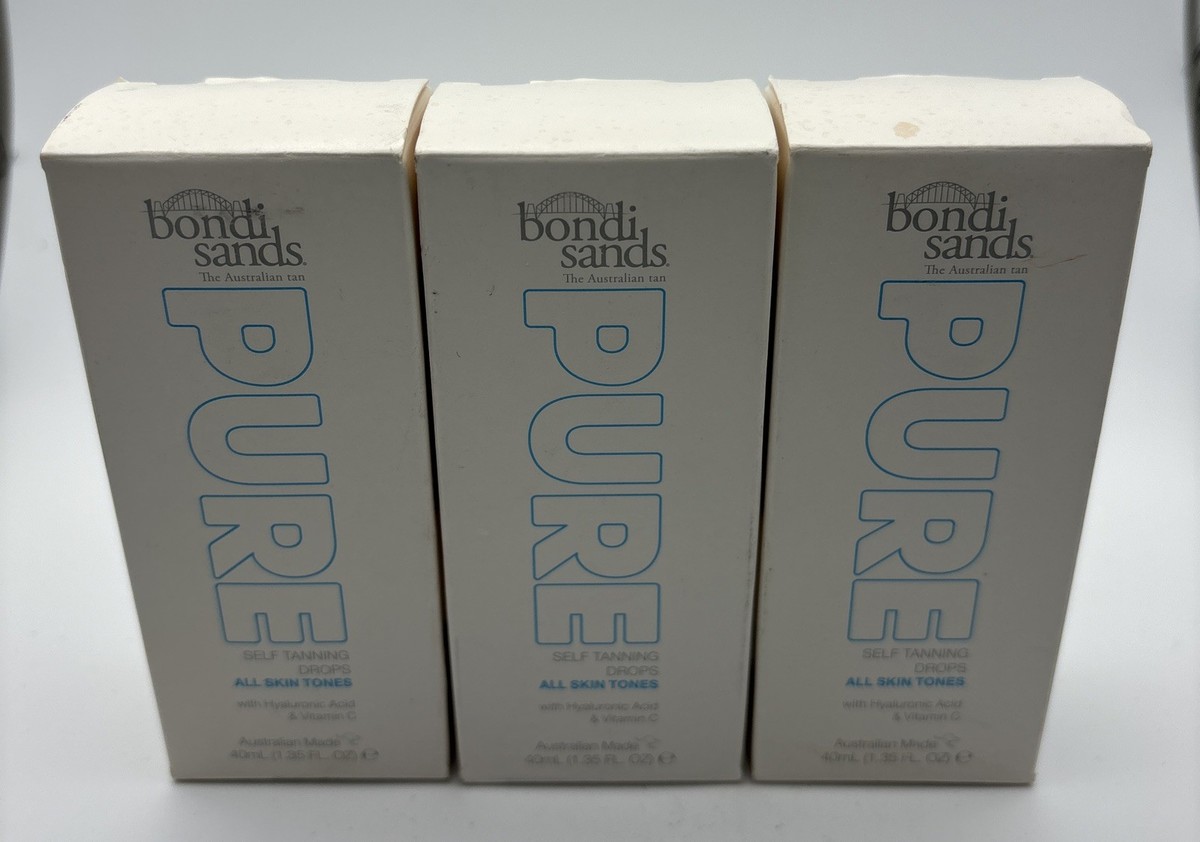 bondi
sands.
The Australian tan
PURE
SELF TANNING
DROPS
ALL SKIN TONES
with Hyaluronic Acid
& Vitamin C
Australian Made
40mL (1.35 FL. OZ) ℮
bondi
sands.
The Australian tan
PURE
SELF TANNING
DROPS
ALL SKIN TONES
with Hyaluronic Acid
& Vitamin C
Australian Made
40mL (1.35 FL. OZ) ℮
bondi
sands.
The Australian tan
PURE
SELF TANNING
DROPS
ALL SKIN TONES
with Hyaluronic Acid
& Vitamin C
Australian Made
40mL (1.35 FL. OZ) ℮